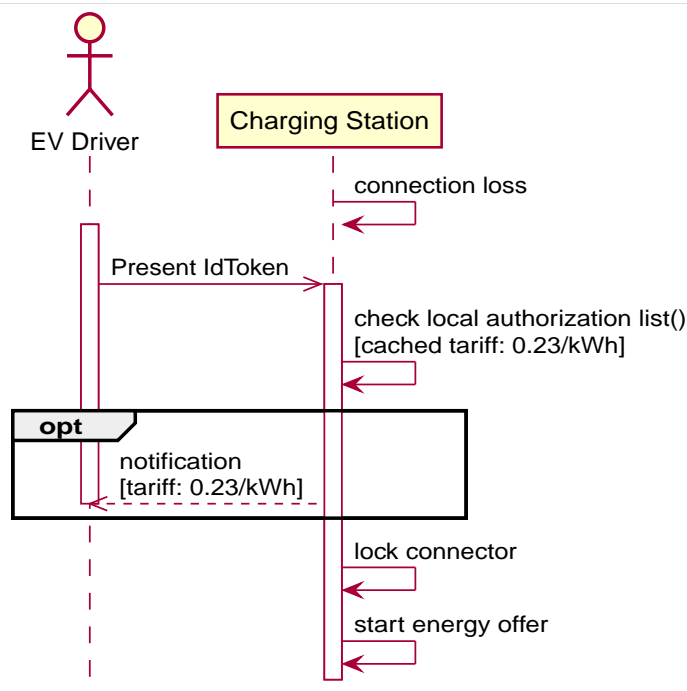 EV Driver
Charging Station
connection loss
Present IdToken
check local authorization list()
[cached tariff: 0.23/kWh]
opt
notification
[tariff: 0.23/kWh]
lock connector
start energy offer